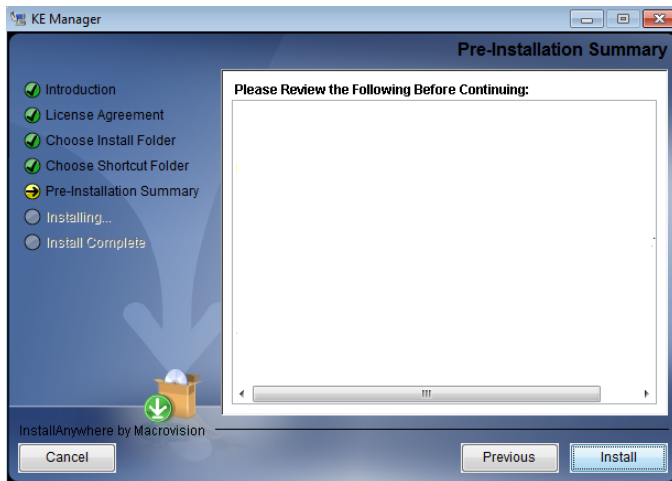 KE Manager
Pre-Installation Summary
Introduction
License Agreement
Choose Install Folder
Choose Shortcut Folder
Pre-Installation Summary
Installing...
Install Complete
Please Review the Following Before Continuing:
InstallAnywhere by Macrovision
Cancel
Previous
Install